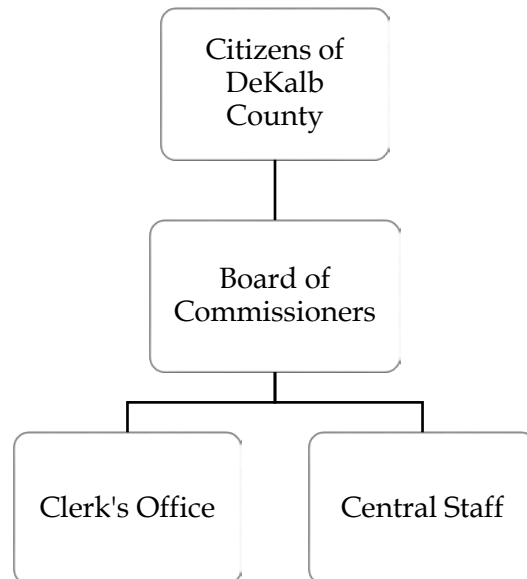 Citizens of
DeKalb
County
Board of
Commissioners
Clerk's Office
Central Staff